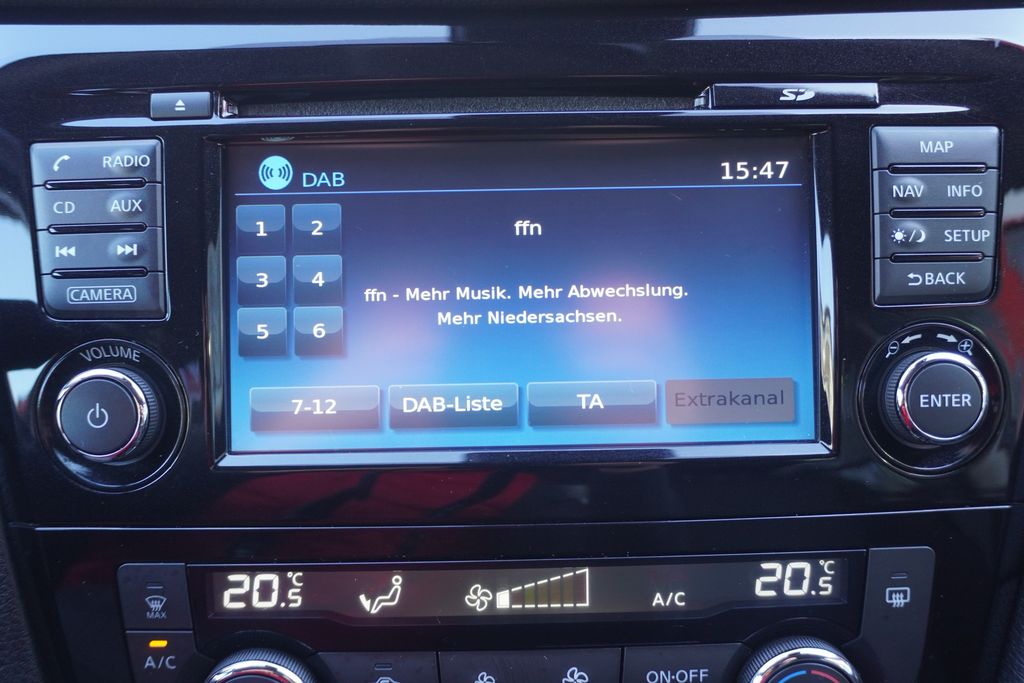 SD
RADIO
CD AUX
CAMERA
VOLUME
DAB 15:47
1 2
3 4
5 6
ffn
ffn - Mehr Musik. Mehr Abwechslung.
Mehr Niedersachsen.
7-12 DAB-Liste TA Extrakanal
MAP
NAV INFO
SETUP
BACK
ENTER
MAX
A/C
20.5°C A/C 20.5°C
ON·OFF